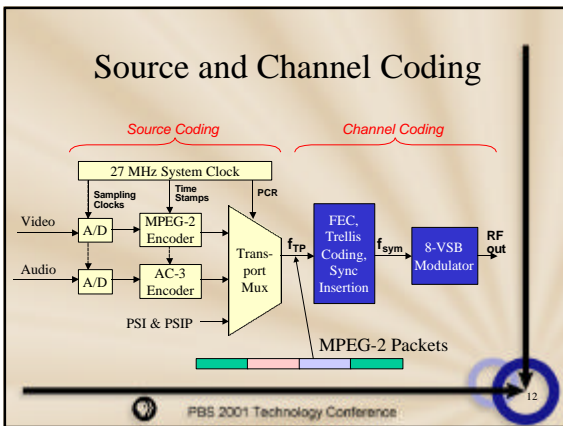 Source and Channel Coding
Source Coding
Channel Coding
27 MHz System Clock
Sampling
Clocks
Time
Stamps
PCR
Video
A/D
MPEG-2
Encoder
Audio
A/D
AC-3
Encoder
PSI & PSIP
Trans-
port
Mux
fTP
FEC,
Trellis
Coding,
Sync
Insertion
fsym
8-VSB
Modulator
RF
out
MPEG-2 Packets
12
PBS 2001 Technology Conference